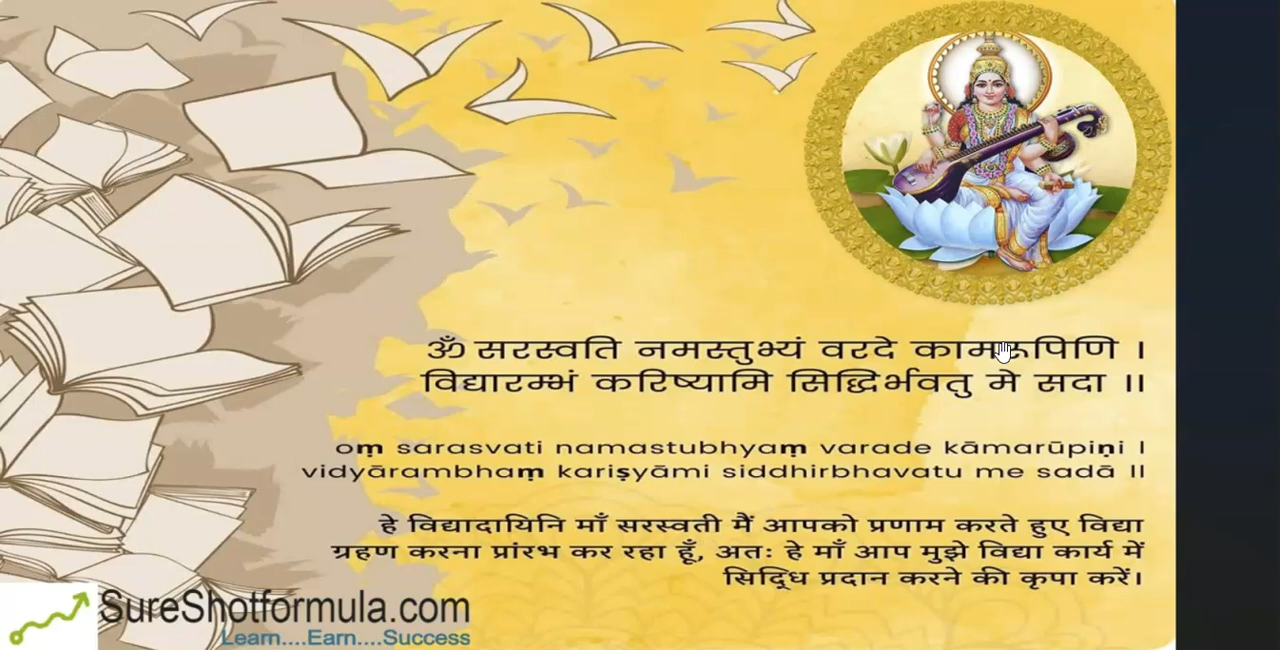 ॐ सरस्वति नमस्तुभ्यं वरदे कामरूपिणि ।
विद्यारम्भं करिष्यामि सिद्धिर्भवतु मे सदा ।।
oṃ sarasvati namastubhyaṃ varade kāmarūpiṇi ।
vidyārambhaṃ kariṣyāmi siddhirbhavatu me sadā ।।
हे विद्यादायिनि माँ सरस्वती मैं आपको प्रणाम करते हुए विद्या
ग्रहण करना प्रांरभ कर रहा हूँ, अतः हे माँ आप मुझे विद्या कार्य में
सिद्धि प्रदान करने की कृपा करें।
SureShotformula.com
Learn....Earn....Success